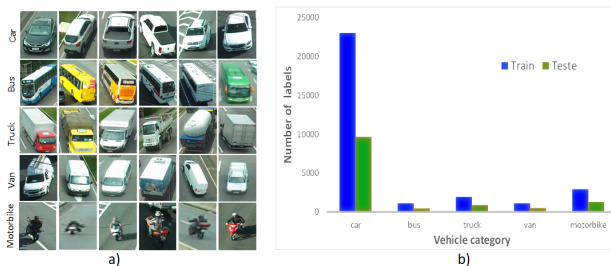 Car
Bus
Truck
Van
Motorbike
a)
25000
20000
15000
10000
5000
0
Number of labels
Train
Teste
car
bus
truck
van
motorbike
Vehicle category
b)